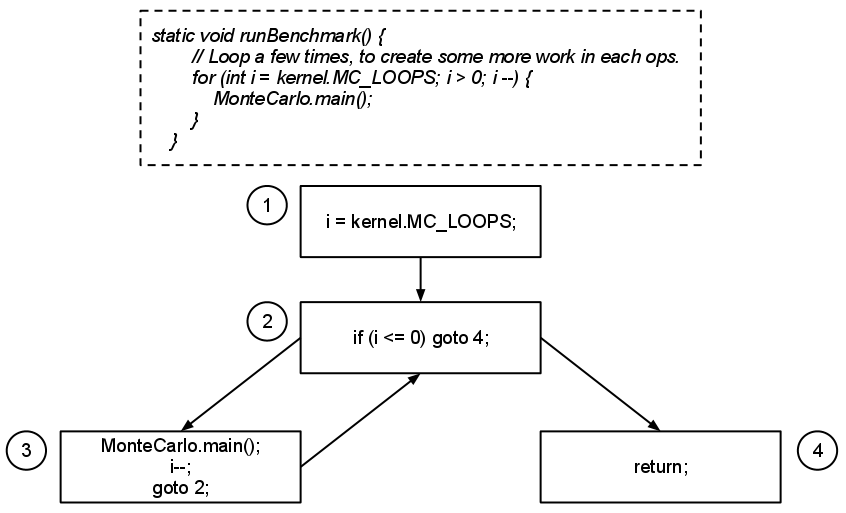 static void runBenchmark() {
// Loop a few times, to create some more work in each ops.
for (int i = kernel.MC_LOOPS; i > 0; i --) {
MonteCarlo.main();
}
}
1
i = kernel.MC_LOOPS;
2
if (i <= 0) goto 4;
3
MonteCarlo.main();
i--;
goto 2;
return;
4